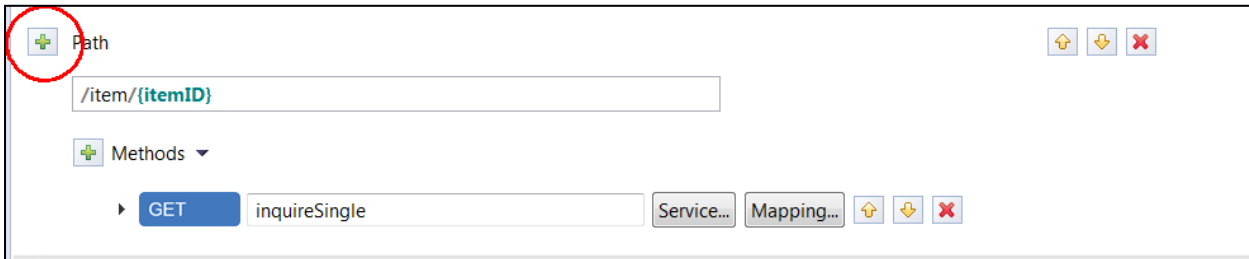 Path
/item/{itemID}
Methods
GET inquireSingle Service... Mapping...